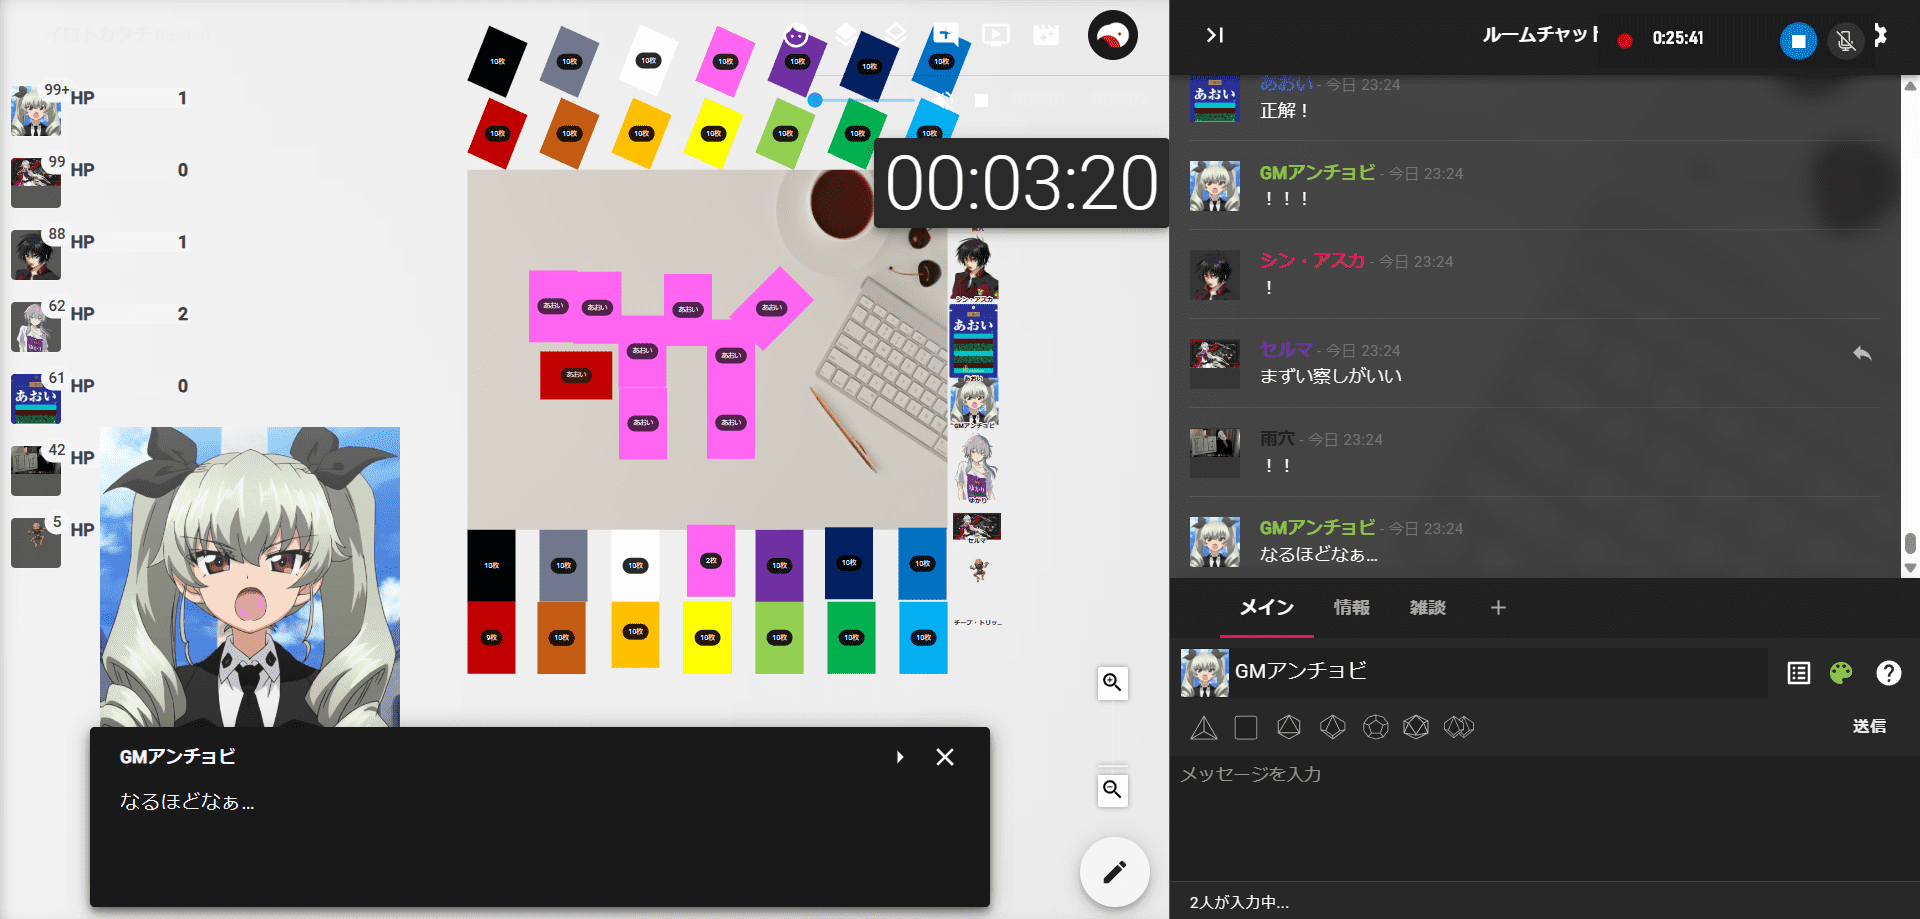 99+
HP 1
99
HP 0
88
HP 1
62
HP 2
61
HP 0
あおい
42
HP
5
HP
10枚
10枚
10枚
10枚
10枚
10枚
10枚
10枚
10枚
10枚
10枚
10枚
10枚
10枚
00:03:20
あおい
あおい
あおい
あおい
あおい
あおい
あおい
あおい
あおい
シン・アスカ
あおい
あおい
GMアンチョビ
ゆかり
ゆかり
セルマ
チープ・トリッ...
10枚
10枚
10枚
2枚
10枚
10枚
10枚
9枚
10枚
10枚
10枚
10枚
10枚
10枚
GMアンチョビ
なるほどなぁ...
ルームチャット
0:25:41
あおい
あおい - 今日 23:24
正解！
GMアンチョビ - 今日 23:24
！！！
シン・アスカ - 今日 23:24
！
セルマ - 今日 23:24
まずい察しがいい
雨穴 - 今日 23:24
！！
GMアンチョビ - 今日 23:24
なるほどなぁ...
メイン 情報 雑談
GMアンチョビ
送信
メッセージを入力
2人が入力中...